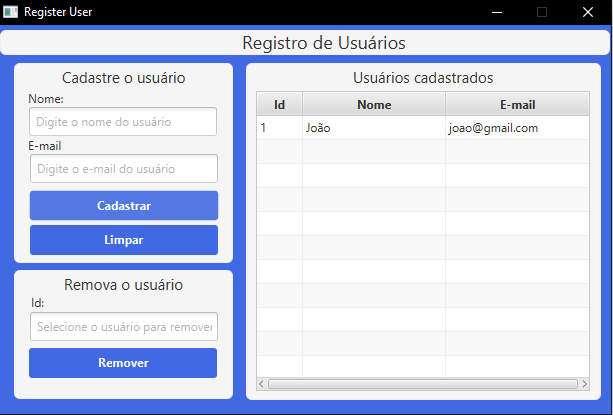 Register User
Registro de Usuários
Cadastre o usuário
Nome:
Digite o nome do usuário
E-mail
Digite o e-mail do usuário
Cadastrar
Limpar
Remova o usuário
Id:
Selecione o usuário para remover
Remover
Usuários cadastrados
Id Nome E-mail
1 João joao@gmail.com